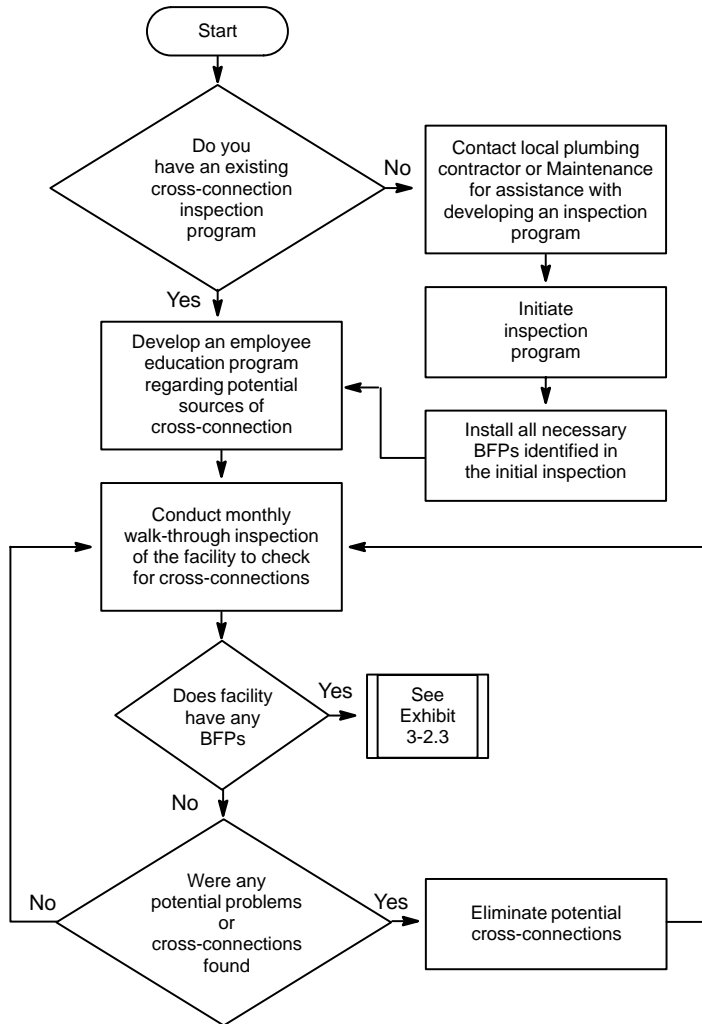 Start
Do you
have an existing
cross-connection
inspection
program
No
Contact local plumbing
contractor or Maintenance
for assistance with
developing an inspection
program
Yes
Initiate
inspection
program
Develop an employee
education program
regarding potential
sources of
cross-connection
Install all necessary
BFPs identified in
the initial inspection
Conduct monthly
walk-through inspection
of the facility to check
for cross-connections
Does facility
have any
BFPs
Yes
See
Exhibit
3-2.3
No
Were any
potential problems
or
cross-connections
found
No
Yes
Eliminate potential
cross-connections